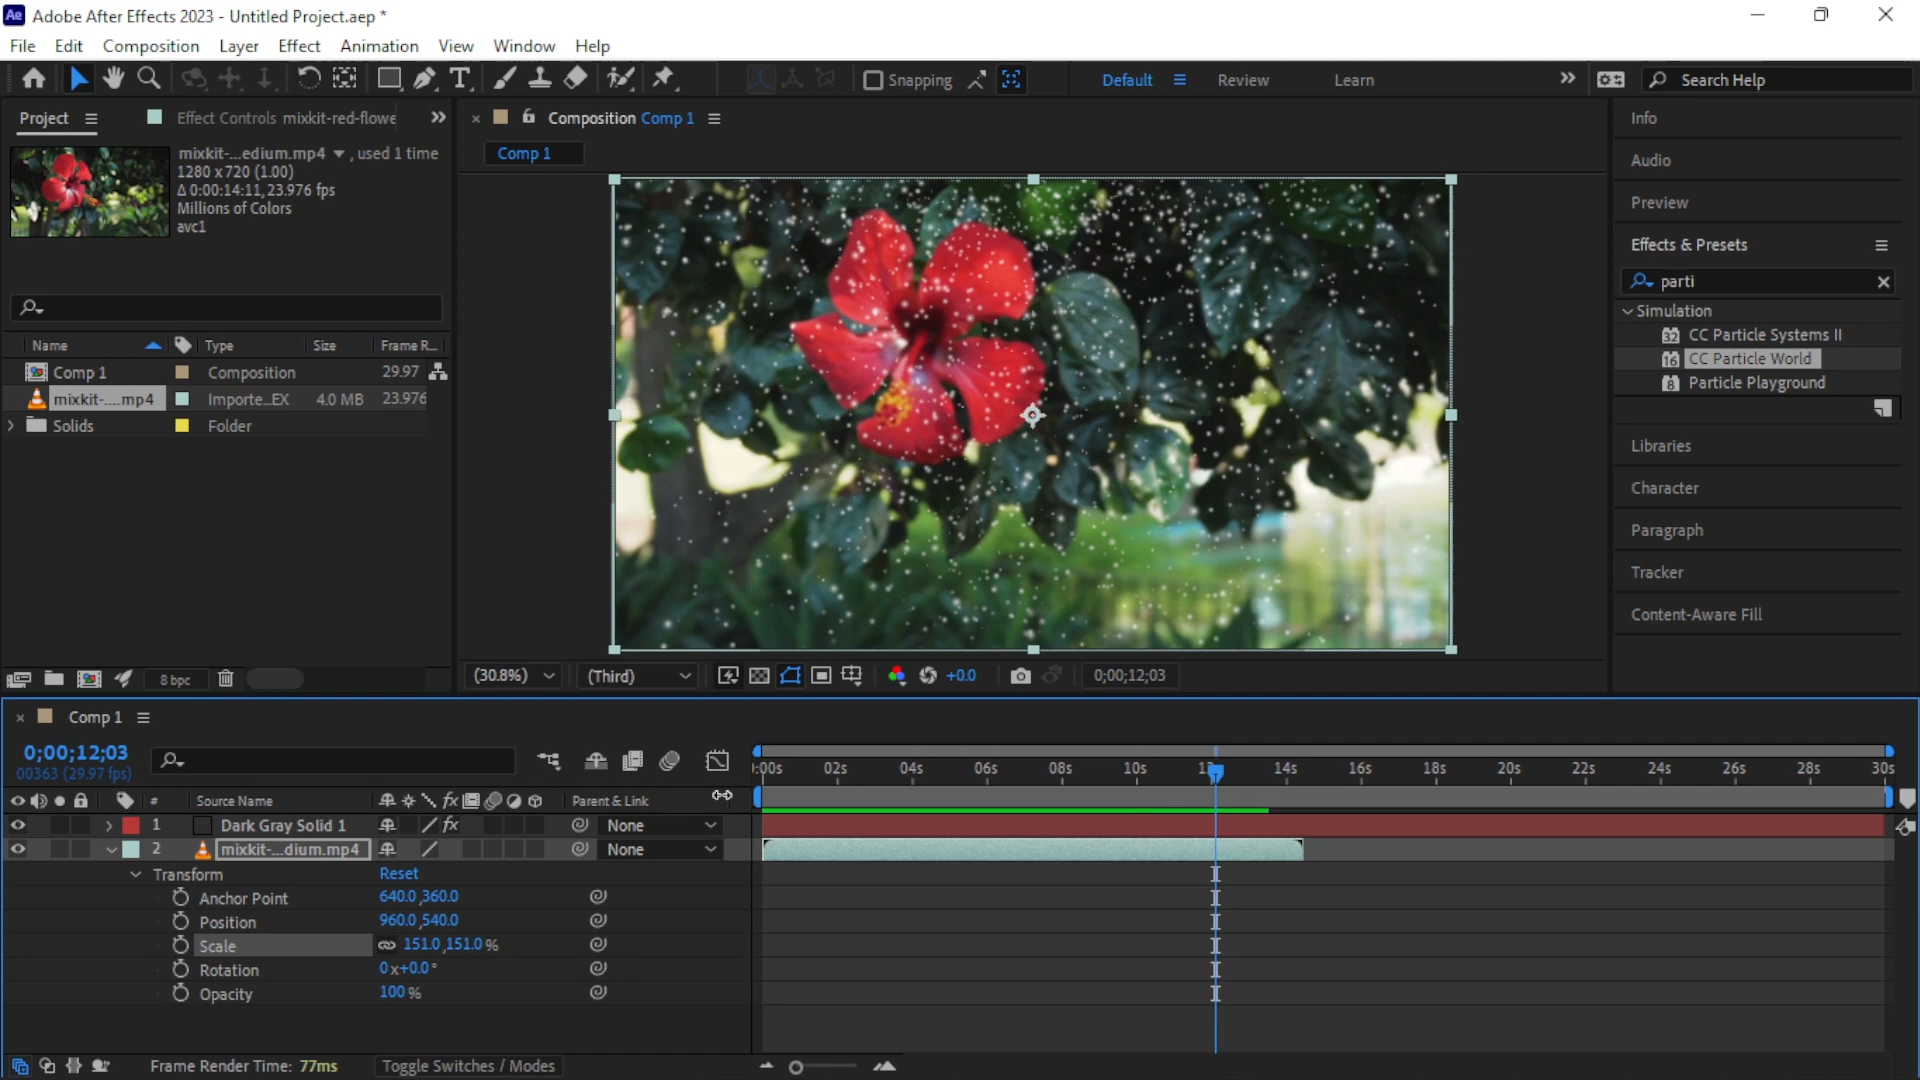 Ae Adobe After Effects 2023 - Untitled Project.aep *
File Edit Composition Layer Effect Animation View Window Help
Snapping Default Review Learn Search Help
Project Effect Controls mixkit-red-flowe
Composition Comp 1
Comp 1
mixkit-...edium.mp4 , used 1 time
1280 x 720 (1.00)
Δ 0:00:14:11, 23.976 fps
Millions of Colors
avc1
Name Type Size Frame R...
Comp 1 Composition 29.97
mixkit-....mp4 Importe...EX 4.0 MB 23.976
Solids Folder
8 bpc
(30.8%) (Third) +0.0 0;00;12;03
Info
Audio
Preview
Effects & Presets
parti
Simulation
32 CC Particle Systems II
16 CC Particle World
8 Particle Playground
Libraries
Character
Paragraph
Tracker
Content-Aware Fill
Comp 1
0;00;12;03
00363 (29.97 fps)
:00s 02s 04s 06s 08s 10s 14s 16s 18s 20s 22s 24s 26s 28s 30s
# Source Name fx Parent & Link
1 Dark Gray Solid 1 fx None
2 mixkit-...dium.mp4 None
Transform Reset
Anchor Point 640.0,360.0
Position 960.0,540.0
Scale 151.0,151.0 %
Rotation 0x+0.0°
Opacity 100 %
Frame Render Time: 77ms Toggle Switches / Modes